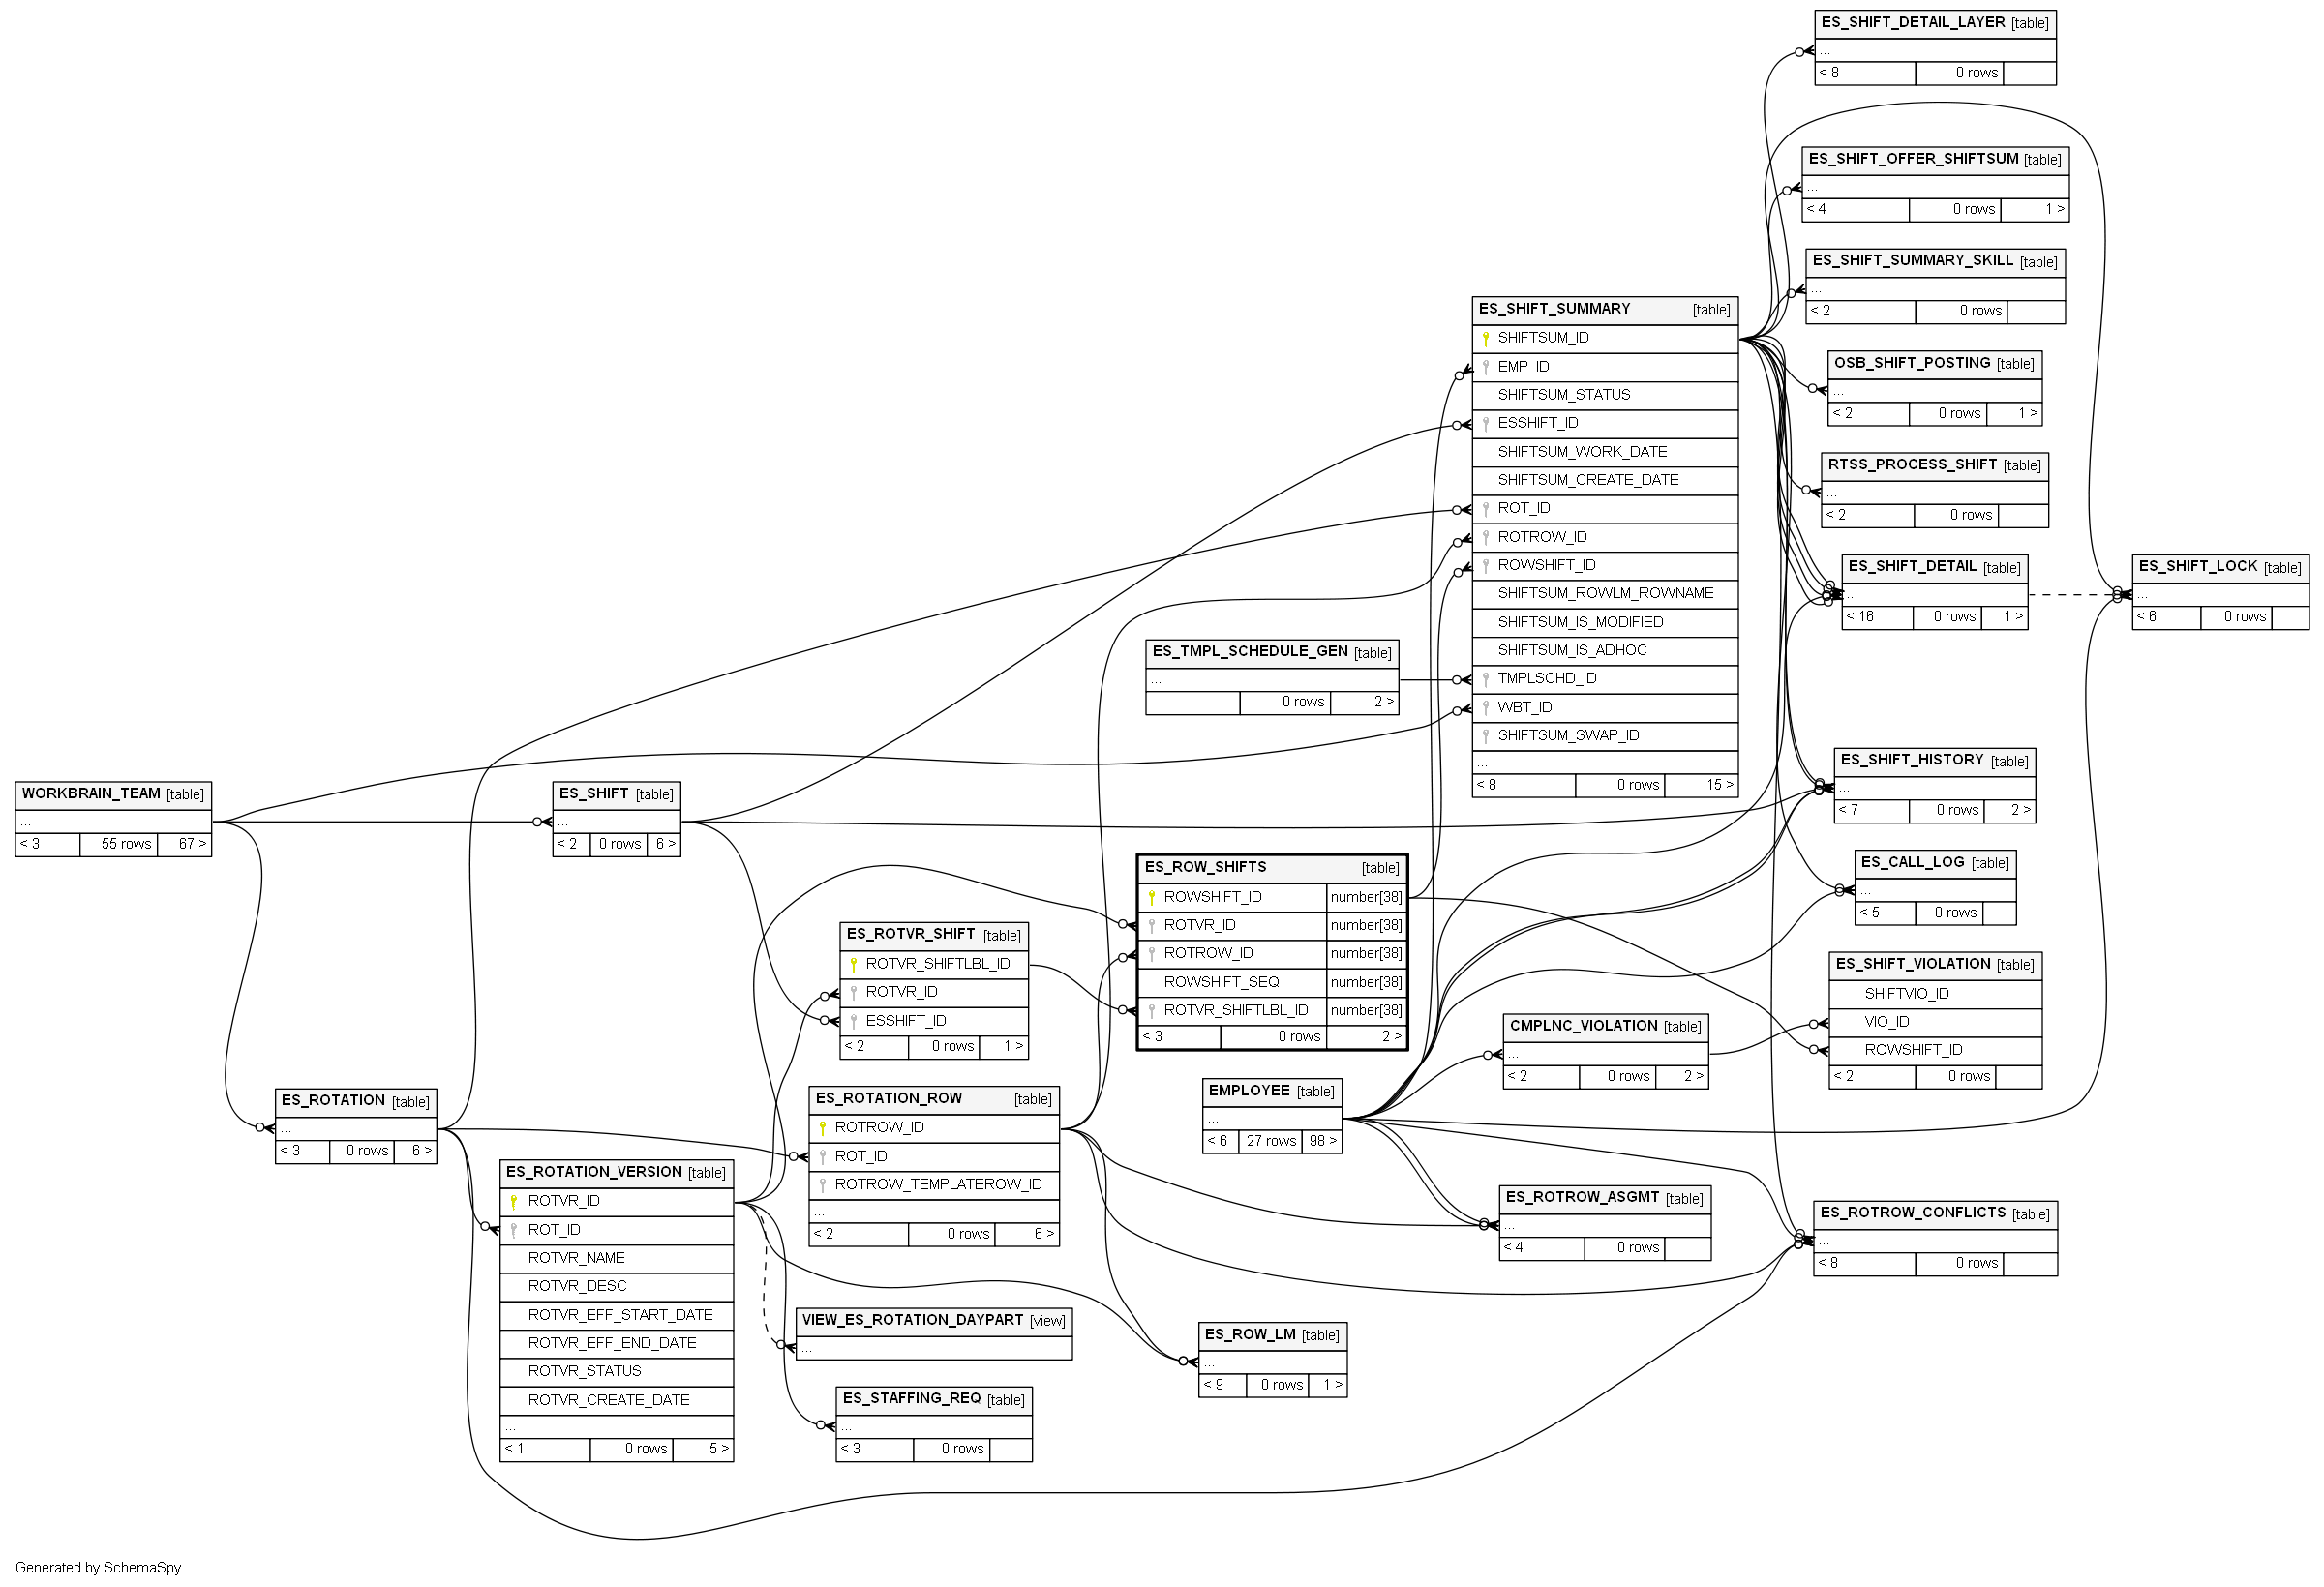 ES_SHIFT_DETAIL_LAYER [table]
...
< 8 0 rows
ES_SHIFT_OFFER_SHIFTSUM [table]
...
< 4 0 rows 1 >
ES_SHIFT_SUMMARY_SKILL [table]
...
< 2 0 rows
OSB_SHIFT_POSTING [table]
...
< 2 0 rows 1 >
RTSS_PROCESS_SHIFT [table]
...
< 2 0 rows
ES_SHIFT_DETAIL [table]
...
< 16 0 rows 1 >
ES_SHIFT_LOCK [table]
...
< 6 0 rows
ES_SHIFT_SUMMARY [table]
SHIFTSUM_ID
EMP_ID
SHIFTSUM_STATUS
ESSHIFT_ID
SHIFTSUM_WORK_DATE
SHIFTSUM_CREATE_DATE
ROT_ID
ROTROW_ID
ROWSHIFT_ID
SHIFTSUM_ROWLM_ROWNAME
SHIFTSUM_IS_MODIFIED
SHIFTSUM_IS_ADHOC
TMPLSCHD_ID
WBT_ID
SHIFTSUM_SWAP_ID
...
< 8 0 rows 15 >
ES_TMPL_SCHEDULE_GEN [table]
...
0 rows 2 >
WORKBRAIN_TEAM [table]
...
< 3 55 rows 67 >
ES_SHIFT [table]
...
< 2 0 rows 6 >
ES_SHIFT_HISTORY [table]
...
< 7 0 rows 2 >
ES_CALL_LOG [table]
...
< 5 0 rows
ES_ROW_SHIFTS [table]
ROWSHIFT_ID number[38]
ROTVR_ID number[38]
ROTROW_ID number[38]
ROWSHIFT_SEQ number[38]
ROTVR_SHIFTLBL_ID number[38]
< 3 0 rows 2 >
ES_ROTVR_SHIFT [table]
ROTVR_SHIFTLBL_ID
ROTVR_ID
ESSHIFT_ID
< 2 0 rows 1 >
ES_SHIFT_VIOLATION [table]
SHIFTVIO_ID
VIO_ID
ROWSHIFT_ID
< 2 0 rows
CMPLNC_VIOLATION [table]
...
< 2 0 rows 2 >
EMPLOYEE [table]
...
< 6 27 rows 98 >
ES_ROTATION [table]
...
< 3 0 rows 6 >
ES_ROTATION_ROW [table]
ROTROW_ID
ROT_ID
ROTROW_TEMPLATEROW_ID
...
< 2 0 rows 6 >
ES_ROTATION_VERSION [table]
ROTVR_ID
ROT_ID
ROTVR_NAME
ROTVR_DESC
ROTVR_EFF_START_DATE
ROTVR_EFF_END_DATE
ROTVR_STATUS
ROTVR_CREATE_DATE
...
< 1 0 rows 5 >
ES_ROTROW_ASGMT [table]
...
< 4 0 rows
ES_ROTROW_CONFLICTS [table]
...
< 8 0 rows
VIEW_ES_ROTATION_DAYPART [view]
...
ES_ROW_LM [table]
...
< 9 0 rows 1 >
ES_STAFFING_REQ [table]
...
< 3 0 rows
Generated by SchemaSpy